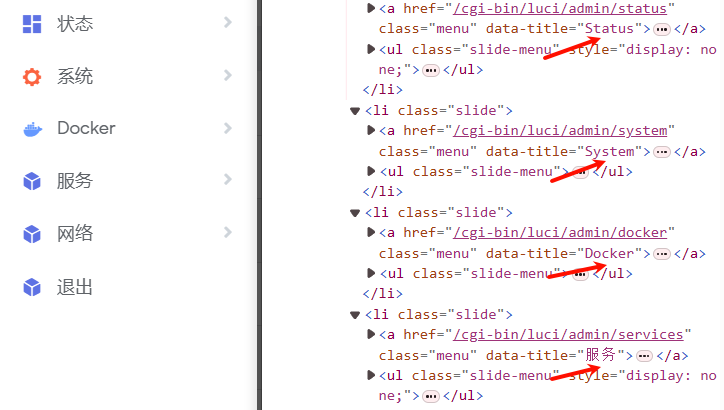 状态
系统
Docker
服务
网络
退出
<a href="/cgi-bin/luci/admin/status"
class="menu" data-title="Status">…</a>
<ul class="slide-menu" style="display: no
ne;">…</ul>
</li>
<li class="slide">
<a href="/cgi-bin/luci/admin/system"
class="menu" data-title="System">…</a>
<ul class="slide-menu">…</ul>
</li>
<li class="slide">
<a href="/cgi-bin/luci/admin/docker"
class="menu" data-title="Docker">…</a>
<ul class="slide-menu">…</ul>
</li>
<li class="slide">
<a href="/cgi-bin/luci/admin/services"
class="menu" data-title="服务">…</a>
<ul class="slide-menu" style="display: no
ne;">…</ul>